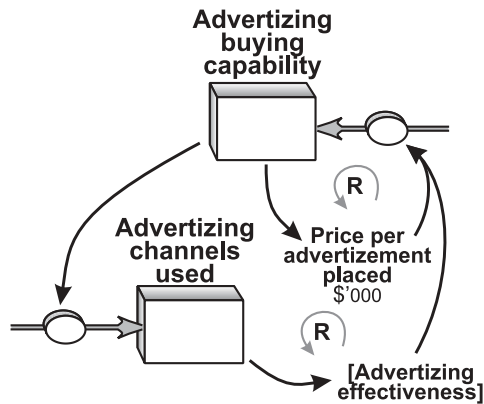 Advertizing
buying
capability
R
Advertizing
channels
used
Price per
advertizement
placed
$'000
R
[Advertizing
effectiveness]